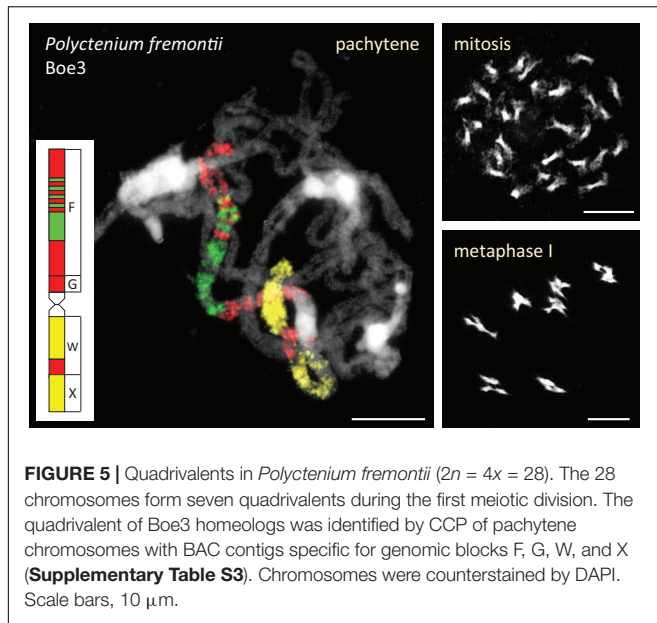 Polyctenium fremontii
Boe3
pachytene
F
G
W
X
mitosis
metaphase I
FIGURE 5 | Quadrivalents in Polyctenium fremontii (2n = 4x = 28). The 28
chromosomes form seven quadrivalents during the first meiotic division. The
quadrivalent of Boe3 homeologs was identified by CCP of pachytene
chromosomes with BAC contigs specific for genomic blocks F, G, W, and X
(Supplementary Table S3). Chromosomes were counterstained by DAPI.
Scale bars, 10 μm.